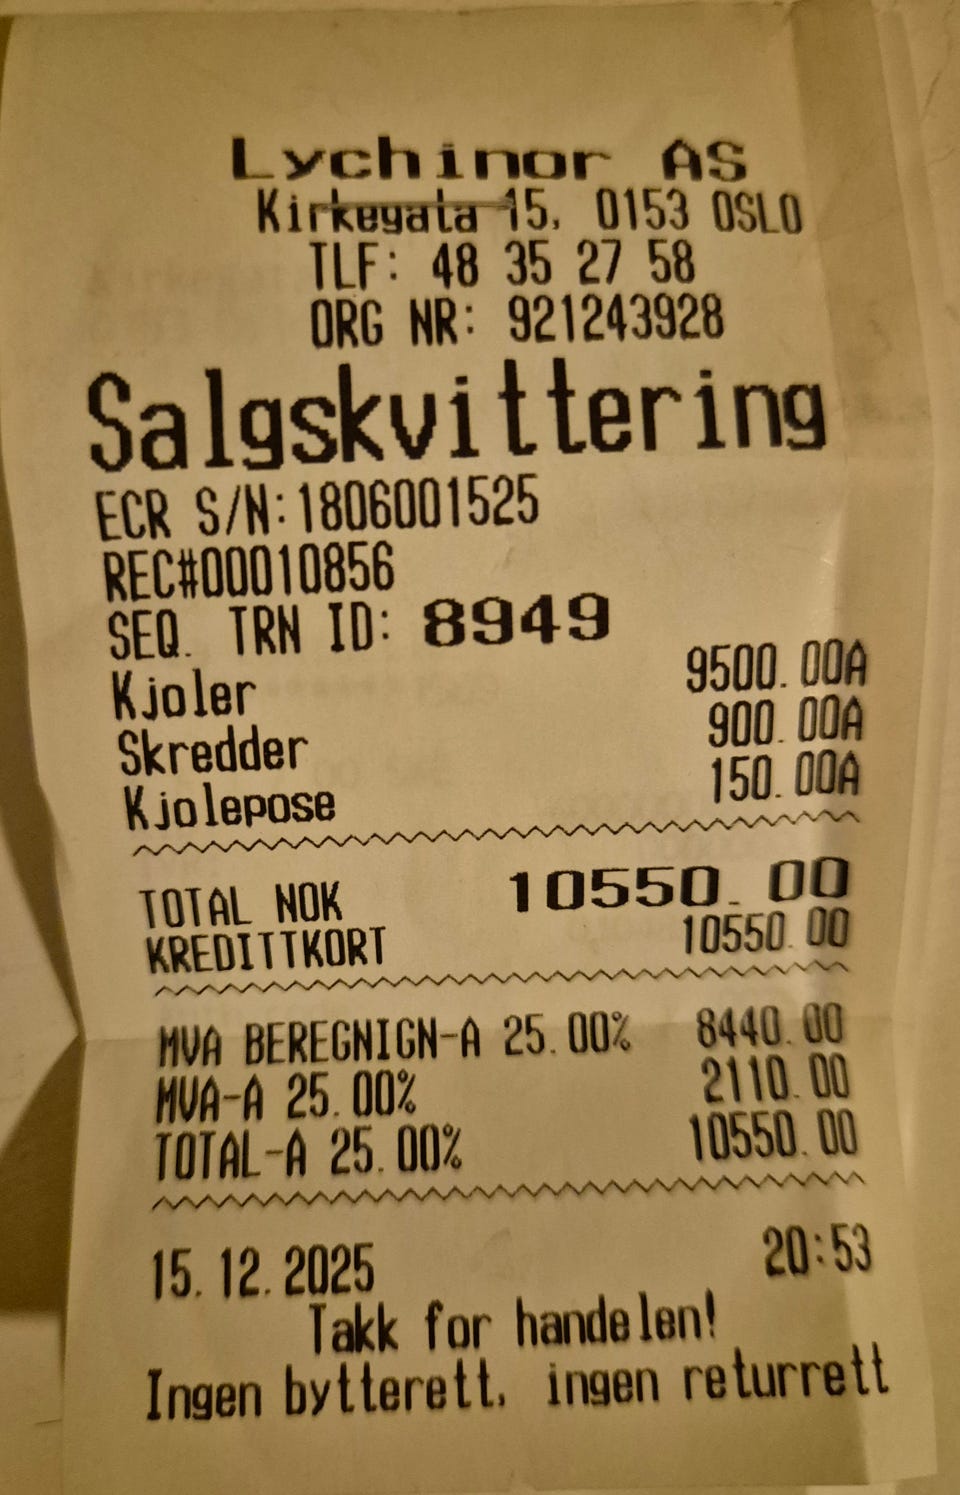 Lychinor AS
Kirkegata 15, 0153 OSLO
TLF: 48 35 27 58
ORG NR: 921243928
Salgskvittering
ECR S/N:1806001525
REC#00010856
SEQ. TRN ID: 8949
Kjoler 9500.00A
Skredder 900.00A
Kjolepose 150.00A
TOTAL NOK 10550.00
KREDITTKORT 10550.00
MVA BEREGNIGN-A 25.00% 8440.00
MVA-A 25.00% 2110.00
TOTAL-A 25.00% 10550.00
15.12.2025 20:53
Takk for handelen!
Ingen bytterett, ingen returrett